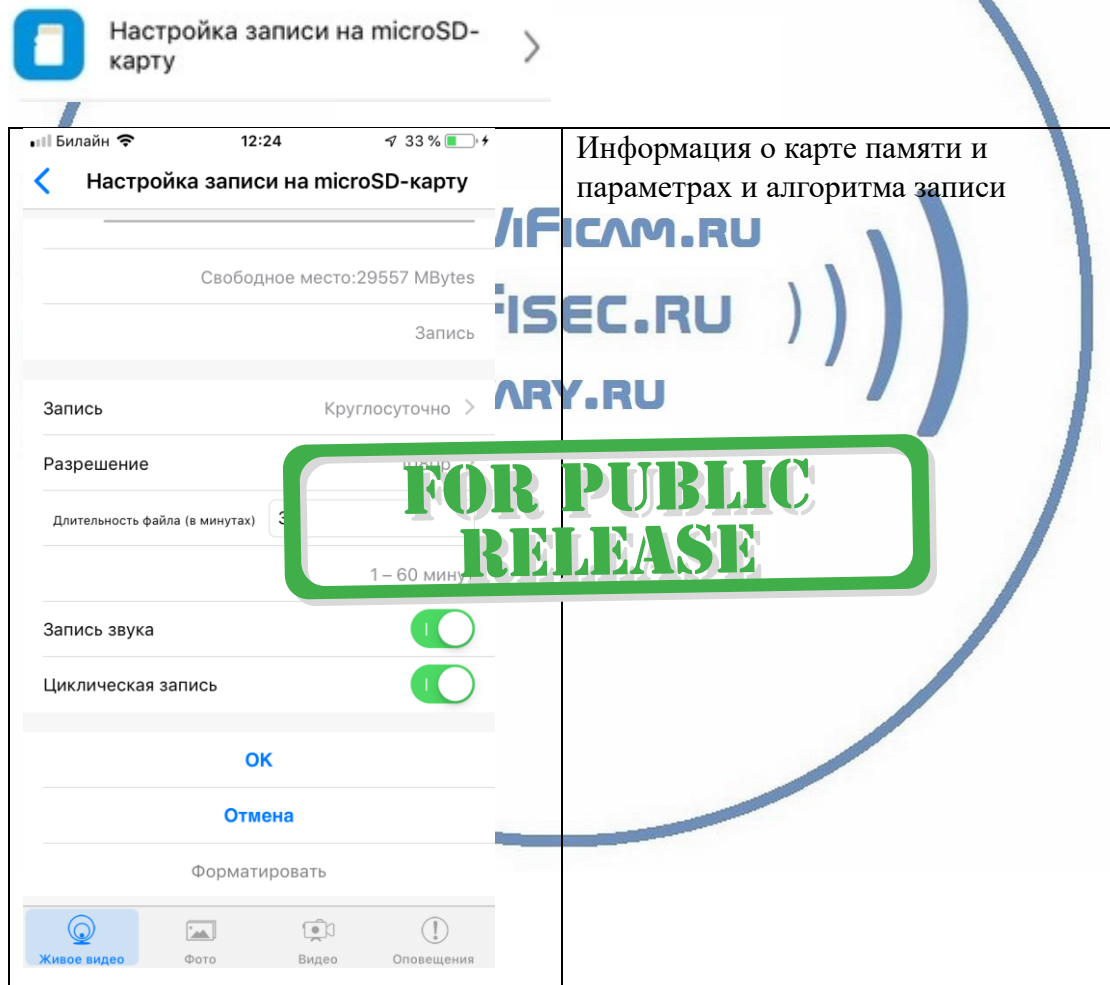 Настройка записи на microSD-
карту
Билайн 12:24 33 %
Настройка записи на microSD-карту
Свободное место:29557 MBytes
Запись
Запись Круглосуточно
Разрешение
Длительность файла (в минутах)
1 – 60
Запись звука
Циклическая запись
OK
Отмена
Форматировать
Живое видео Фото Видео Оповещения
Информация о карте памяти и
параметрах и алгоритма записи
FOR PUBLIC
RELEASE